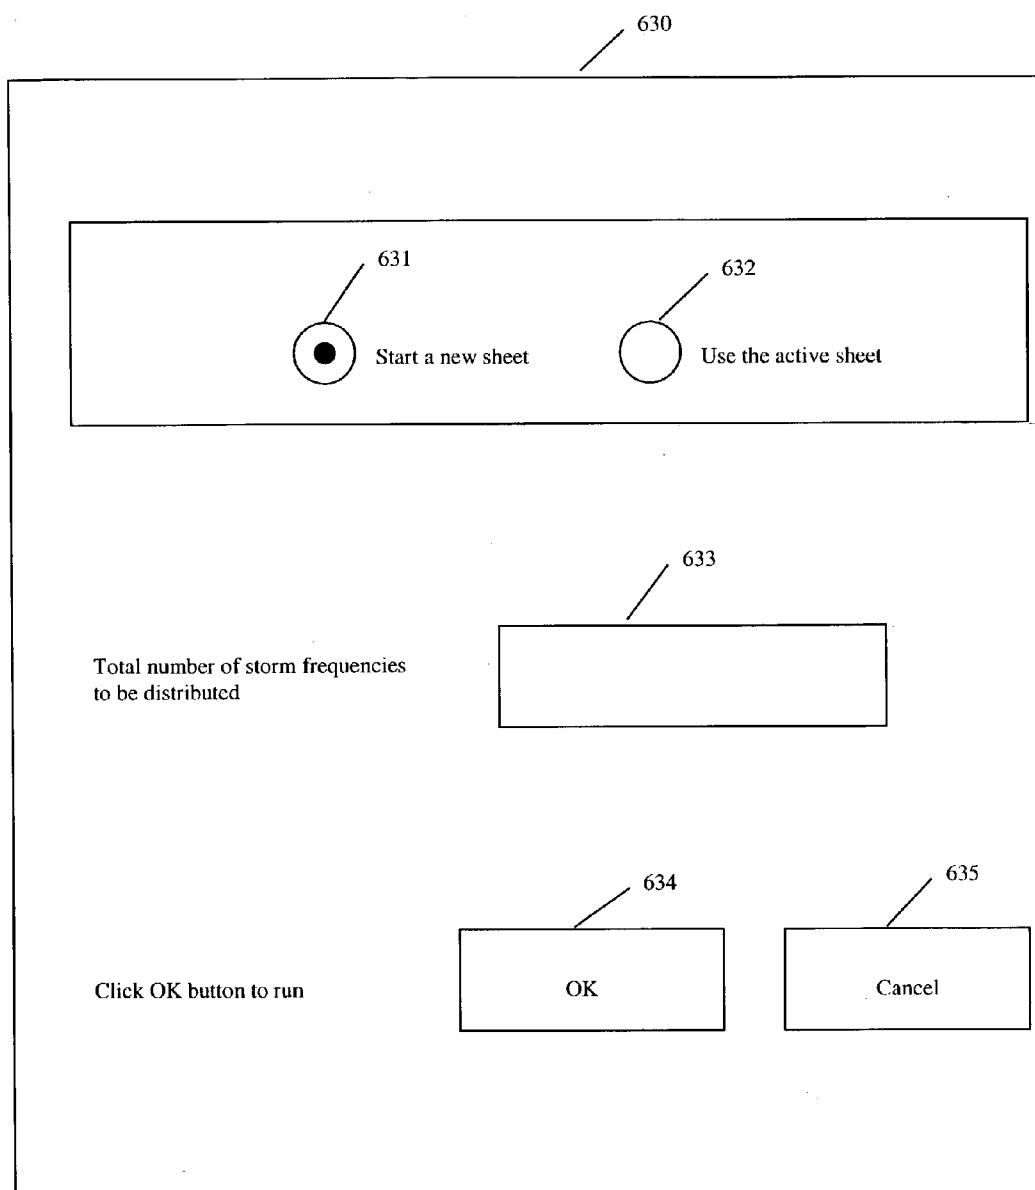 630
631
632
Start a new sheet
Use the active sheet
633
Total number of storm frequencies
to be distributed
634
635
Click OK button to run
OK
Cancel